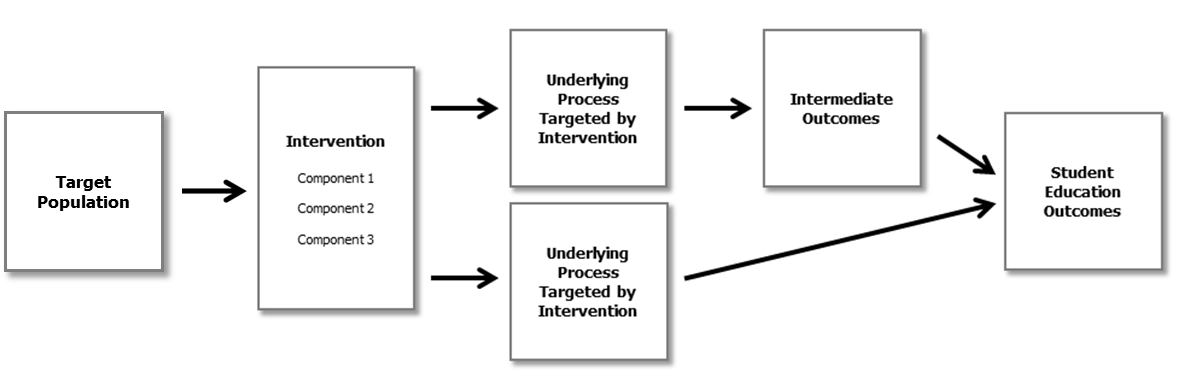 Target
Population
Intervention
Component 1
Component 2
Component 3
Underlying
Process
Targeted by
Intervention
Underlying
Process
Targeted by
Intervention
Intermediate
Outcomes
Student
Education
Outcomes